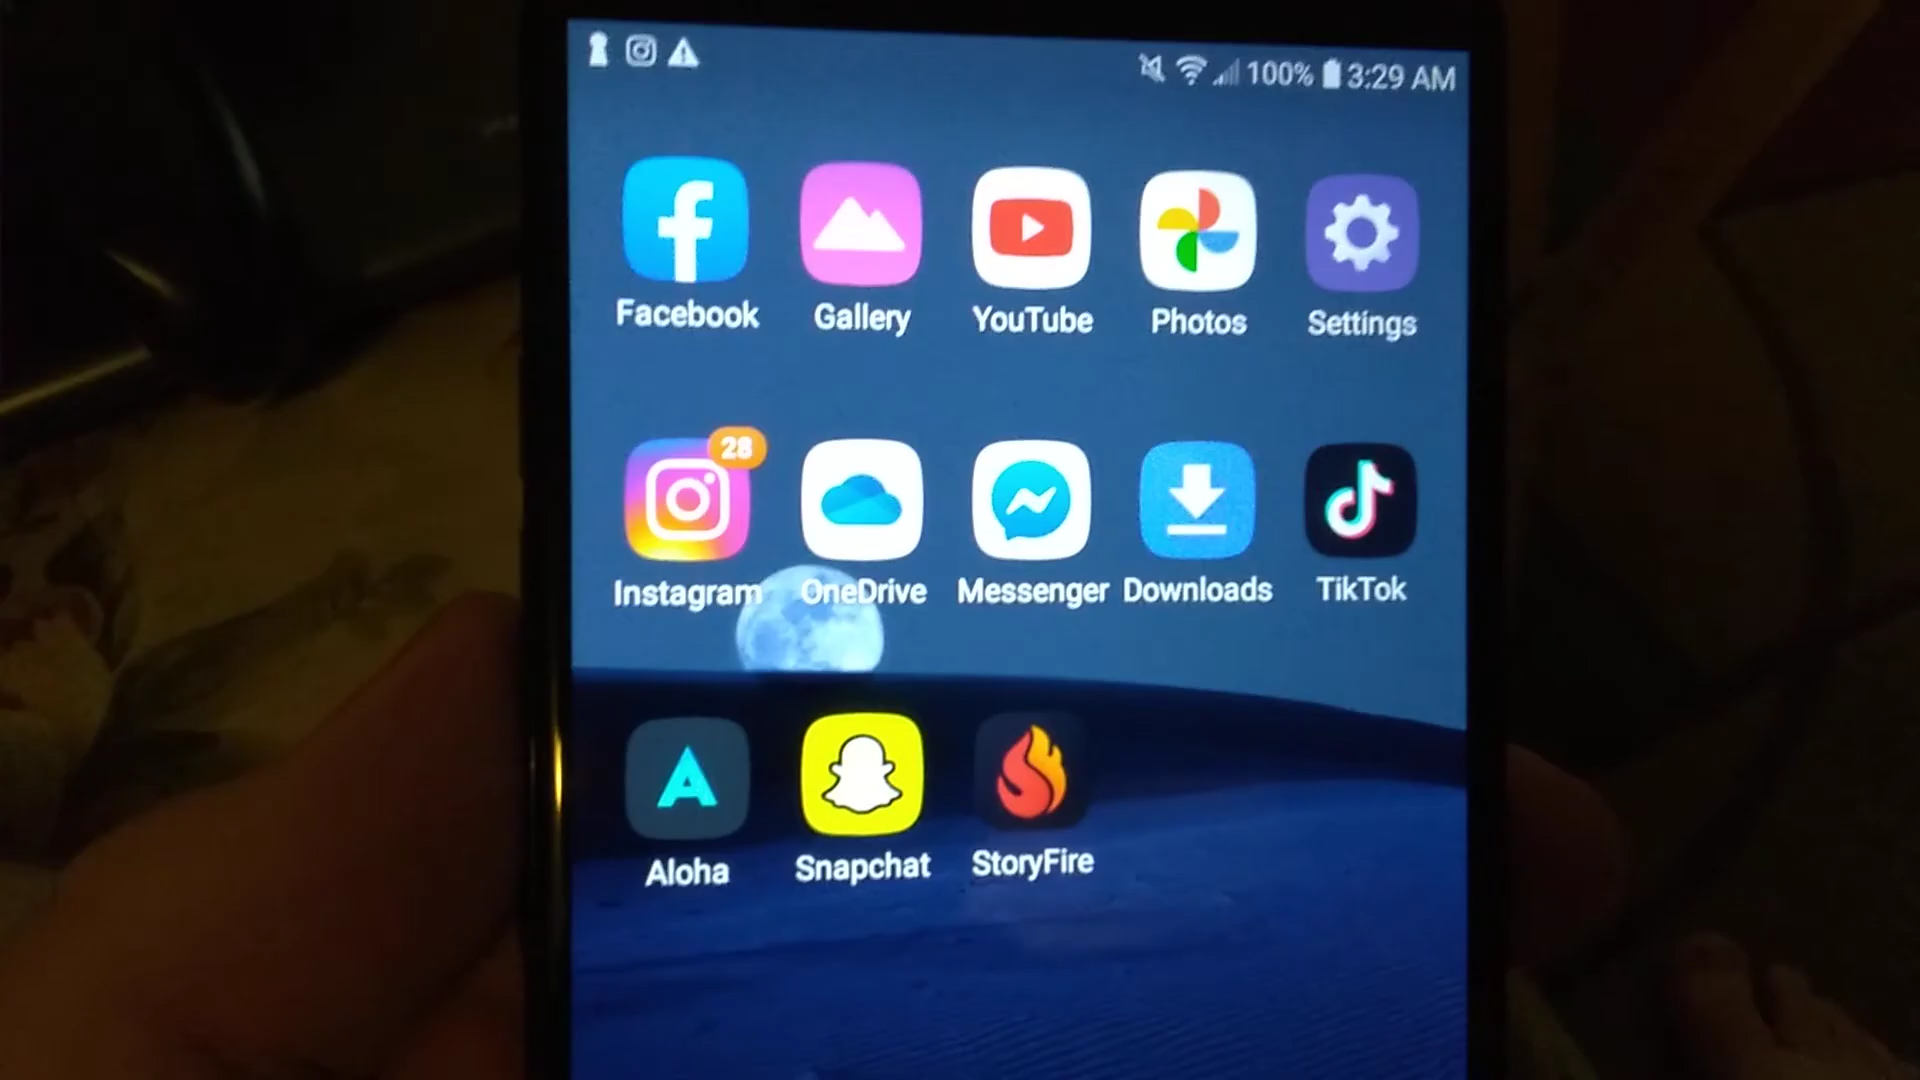 100% 3:29 AM
Facebook Gallery YouTube Photos Settings
28
Instagram OneDrive Messenger Downloads TikTok
Aloha Snapchat StoryFire